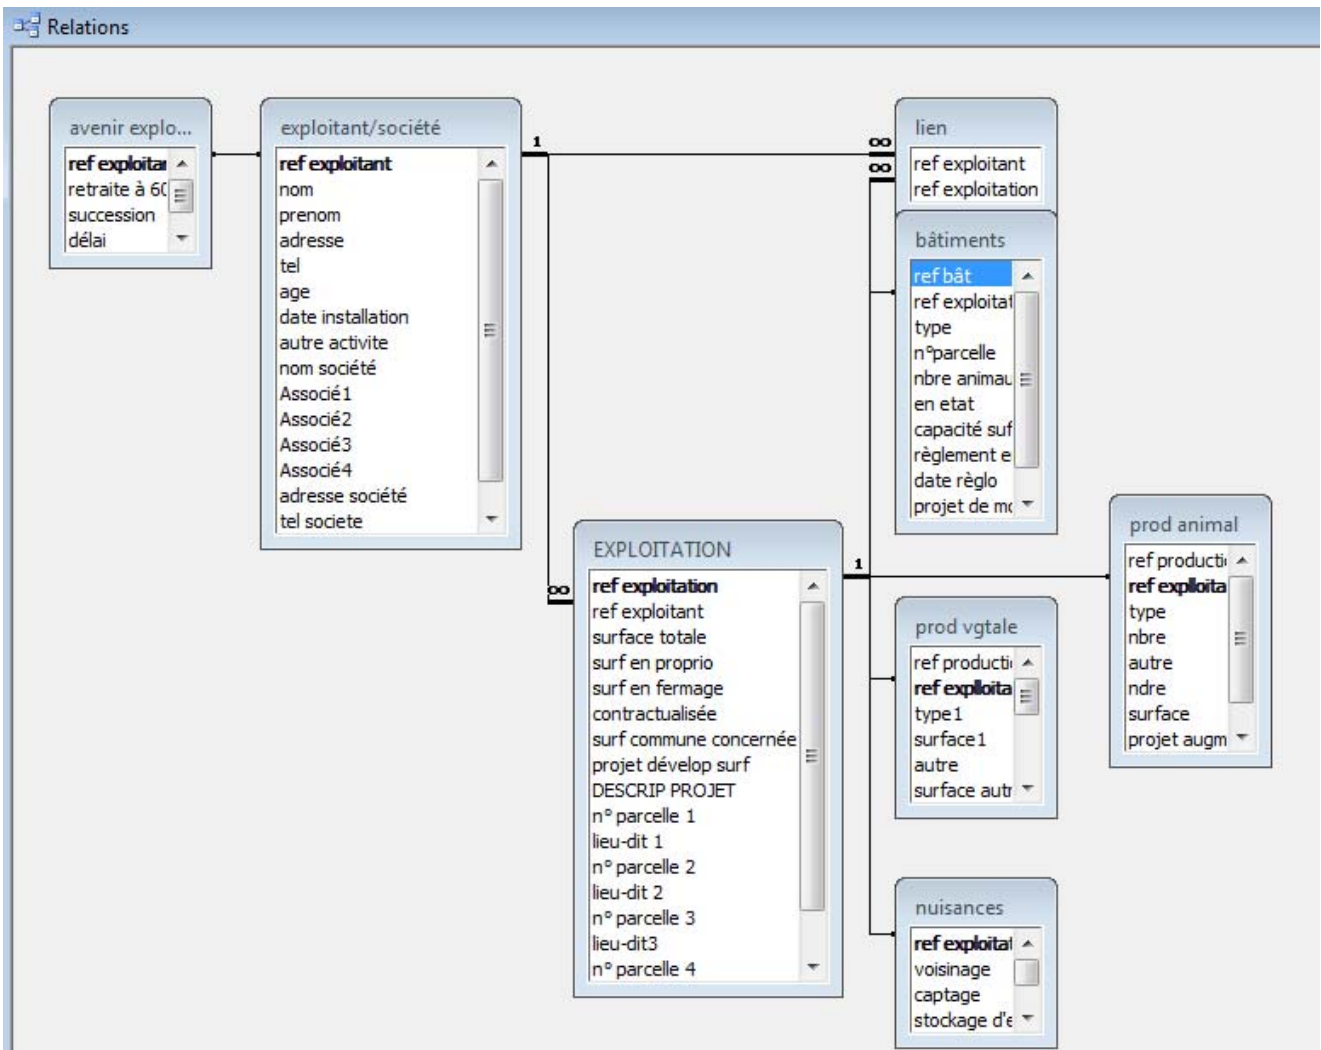 Relations
avenir explo...
ref exploitar
retraite à 60
succession
délai
exploitant/société
ref exploitant
nom
prenom
adresse
tel
age
date installation
autre activite
nom société
Associé1
Associé2
Associé3
Associé4
adresse société
tel societe
1
∞
∞
lien
ref exploitant
ref exploitation
bâtiments
ref bât
ref exploitat
type
n°parcelle
nbre animau
en etat
capacité suf
règlement e
date règlo
projet de mo
∞
EXPLOITATION
ref exploitation
ref exploitant
surface totale
surf en proprio
surf en fermage
contractualisée
surf commune concernée
projet dévelop surf
DESCRIP PROJET
n° parcelle 1
lieu-dit 1
n° parcelle 2
lieu-dit 2
n° parcelle 3
lieu-dit3
n° parcelle 4
1
prod animal
ref producti
ref explloita
type
nbre
autre
ndre
surface
projet augm
prod vgtale
ref producti
ref explloita
type1
surface1
autre
surface autr
nuisances
ref exploitat
voisinage
captage
stockage d'e